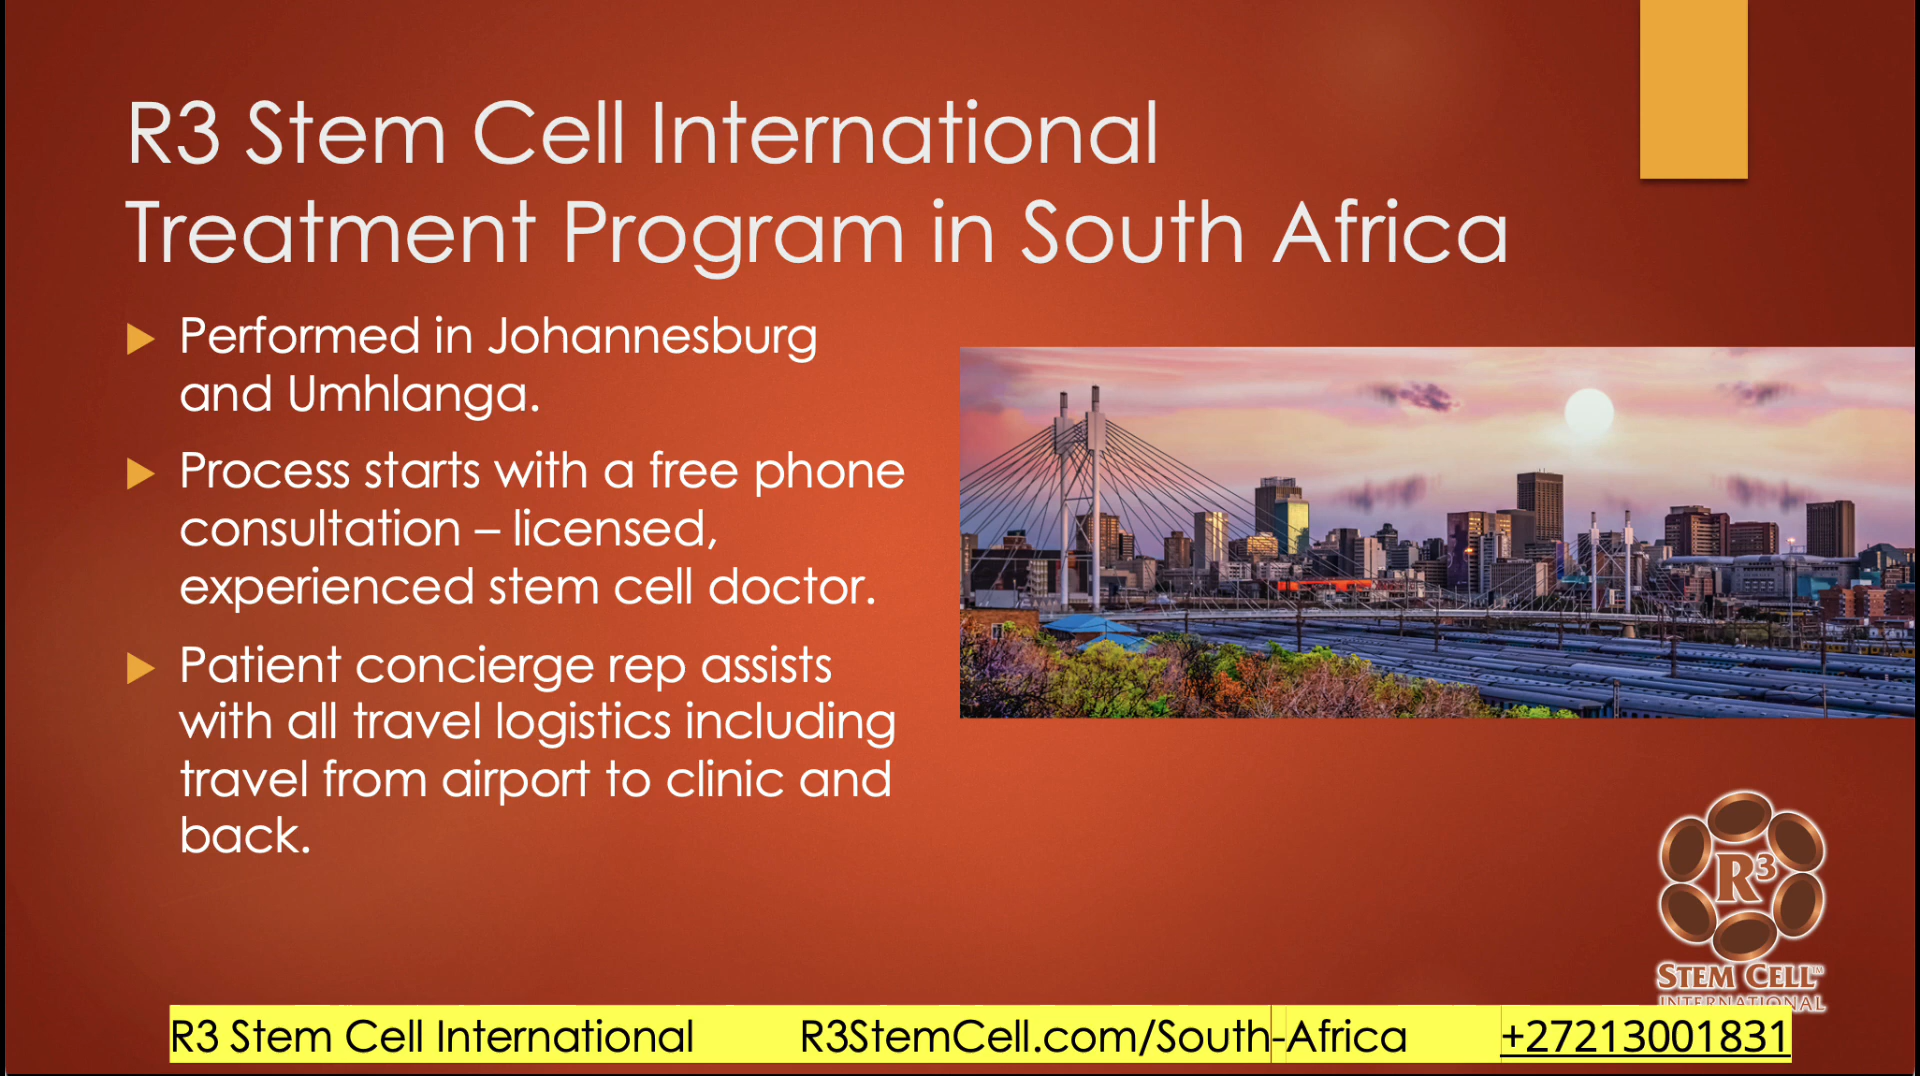 R3 Stem Cell International
Treatment Program in South Africa
Performed in Johannesburg
and Umhlanga.
Process starts with a free phone
consultation – licensed,
experienced stem cell doctor.
Patient concierge rep assists
with all travel logistics including
travel from airport to clinic and
back.
R3
STEM CELL™
INTERNATIONAL
R3 Stem Cell International R3StemCell.com/South-Africa +27213001831